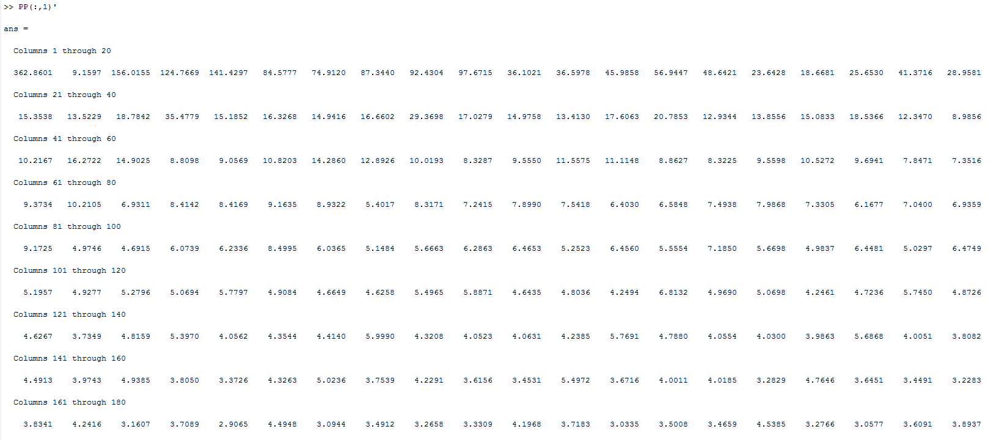 >> PP(:,1)'
ans =
Columns 1 through 20
362.8601 9.1597 156.0155 124.7669 141.4297 84.5777 74.9120 87.3440 92.4304 97.6715 36.1021 36.5978 45.9858 56.9447 48.6421 23.6428 18.6681 25.6530 41.3716 28.9581
Columns 21 through 40
15.3538 13.5229 18.7842 35.4779 15.1852 16.3268 14.9416 16.6602 29.3698 17.0279 14.9758 13.4130 17.6063 20.7853 12.9344 13.8556 15.0833 18.5366 12.3470 8.9856
Columns 41 through 60
10.2167 16.2722 14.9025 8.8098 9.0569 10.8203 14.2860 12.8926 10.0193 8.3287 9.5550 11.5575 11.1148 8.8627 8.3225 9.5598 10.5272 9.6941 7.8471 7.3516
Columns 61 through 80
9.3734 10.2105 6.9311 8.4142 8.4169 9.1635 8.9322 5.4017 8.3171 7.2415 7.8990 7.5418 6.4030 6.5848 7.4938 7.9868 7.3305 6.1677 7.0400 6.9359
Columns 81 through 100
9.1725 4.9746 4.6915 6.0739 6.2336 8.4995 6.0365 5.1484 5.6663 6.2863 6.4653 5.2523 6.4560 5.5554 7.1850 5.6698 4.9837 6.4481 5.0297 6.4749
Columns 101 through 120
5.1957 4.9277 5.2796 5.0694 5.7797 4.9084 4.6649 4.6258 5.4965 5.8871 4.6435 4.8036 4.2494 6.8132 4.9690 5.0698 4.2461 4.7236 5.7450 4.8726
Columns 121 through 140
4.6267 3.7349 4.8159 5.3970 4.0562 4.3544 4.4140 5.9990 4.3208 4.0523 4.0631 4.2385 5.7691 4.7880 4.0554 4.0300 3.9863 5.6868 4.0051 3.8082
Columns 141 through 160
4.4913 3.9743 4.9385 3.8050 3.3726 4.3263 5.0236 3.7539 4.2291 3.6156 3.4531 5.4972 3.6716 4.0011 4.0185 3.2829 4.7646 3.6451 3.4491 3.2283
Columns 161 through 180
3.8341 4.2416 3.1607 3.7089 2.9065 4.4948 3.0944 3.4912 3.2658 3.3309 4.1968 3.7183 3.0335 3.5008 3.4659 4.5385 3.2766 3.0577 3.6091 3.8937